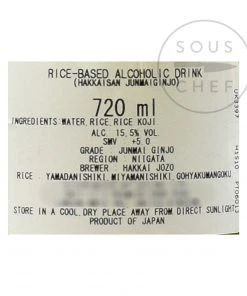 SOUS
CHEF
RICE-BASED ALCOHOLIC DRINK
(HAKKAISAN JUNMAIGINJO)
720 ml
INGREDIENTS:WATER,RICE,RICE KOJI
ALC. 15.5% VOL.
SMV +5.0
GRADE : JUNMAI GINJO
REGION : NIIGATA
BREWER : HAKKAI JOZO
RICE : YAMADANISHIKI, MIYAMANISHIKI, GOHYAKUMANGOKU,
STORE IN A COOL,DRY PLACE AWAY FROM DIRECT SUNLIGHT
PRODUCT OF JAPAN